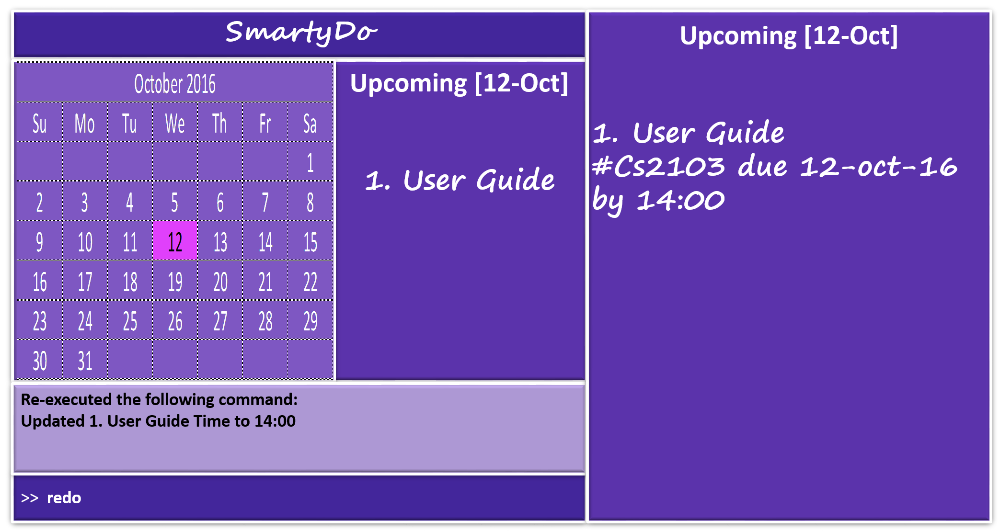 SmartyDo
October 2016
Su Mo Tu We Th Fr Sa
1
2 3 4 5 6 7 8
9 10 11 12 13 14 15
16 17 18 19 20 21 22
23 24 25 26 27 28 29
30 31
Upcoming [12-Oct]
1. User Guide
Re-executed the following command:
Updated 1. User Guide Time to 14:00
>> redo
Upcoming [12-Oct]
1. User Guide
#Cs2103 due 12-oct-16
by 14:00